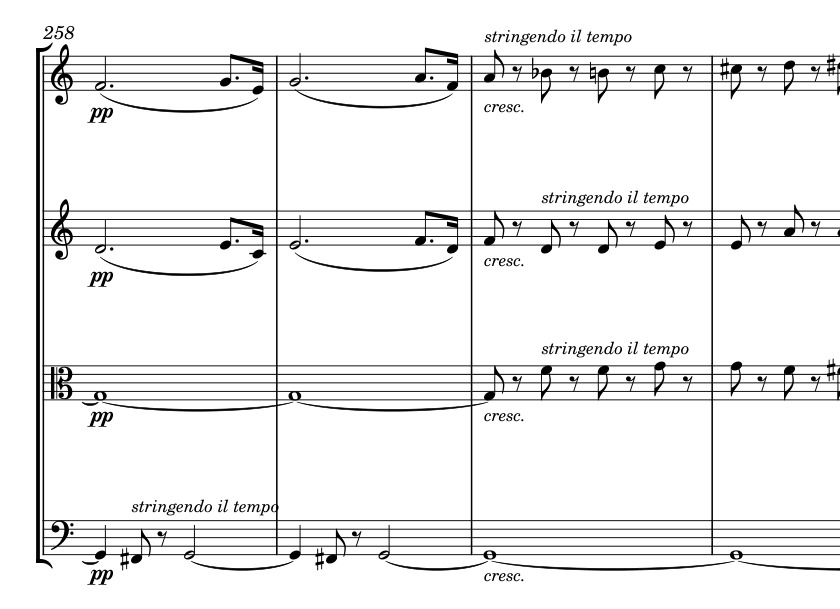 258
stringendo il tempo
pp
cresc.
stringendo il tempo
pp
cresc.
stringendo il tempo
pp
cresc.
stringendo il tempo
pp
cresc.